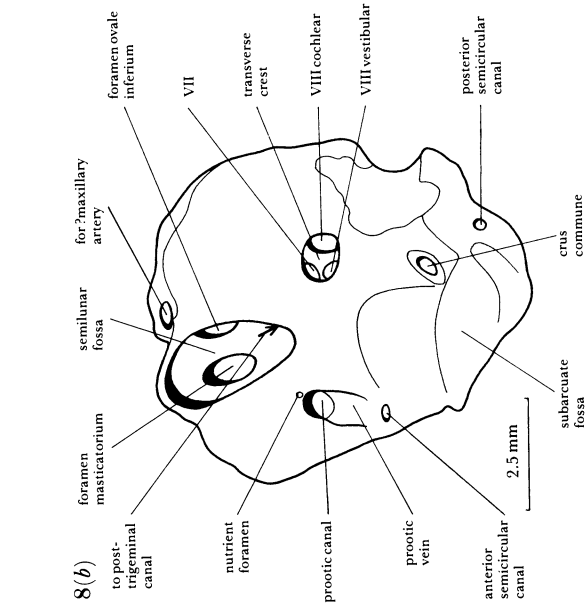 8(b)
to post-
trigeminal
canal
foramen
masticatorium
semilunar
fossa
for ?maxillary
artery
foramen ovale
inferium
VII
transverse
crest
VIII cochlear
VIII vestibular
posterior
semicircular
canal
nutrient
foramen
prootic canal
prootic
vein
anterior
semicircular
canal
2.5 mm
subarcuate
fossa
crus
commune